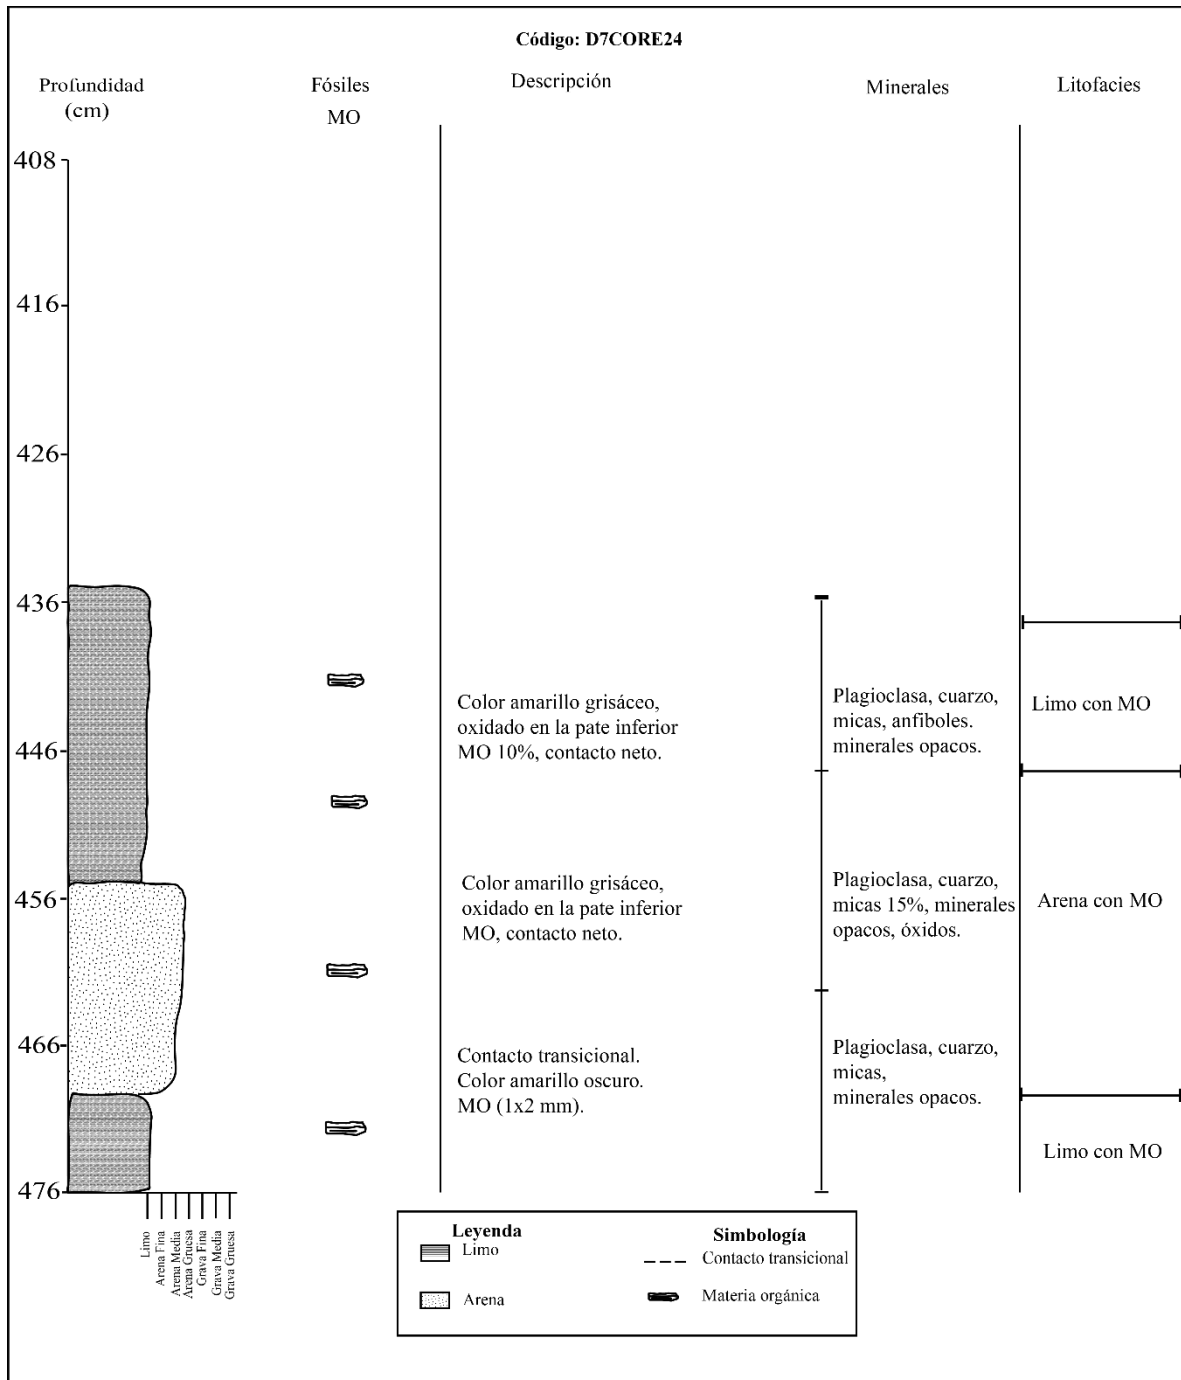 Código: D7CORE24
Profundidad
(cm)
Fósiles
MO
Descripción
Minerales
Litofacies
408
416
426
436
446
456
466
476
Color amarillo grisáceo,
oxidado en la pate inferior
MO 10%, contacto neto.
Plagioclasa, cuarzo,
micas, anfiboles.
minerales opacos.
Limo con MO
Color amarillo grisáceo,
oxidado en la pate inferior
MO, contacto neto.
Plagioclasa, cuarzo,
micas 15%, minerales
opacos, óxidos.
Arena con MO
Contacto transicional.
Color amarillo oscuro.
MO (1x2 mm).
Plagioclasa, cuarzo,
micas,
minerales opacos.
Limo con MO
Limo
Arena Fina
Arena Media
Arena Gruesa
Grava Fina
Grava Media
Grava Gruesa
Leyenda
Limo
Arena
Simbología
Contacto transicional
Materia orgánica